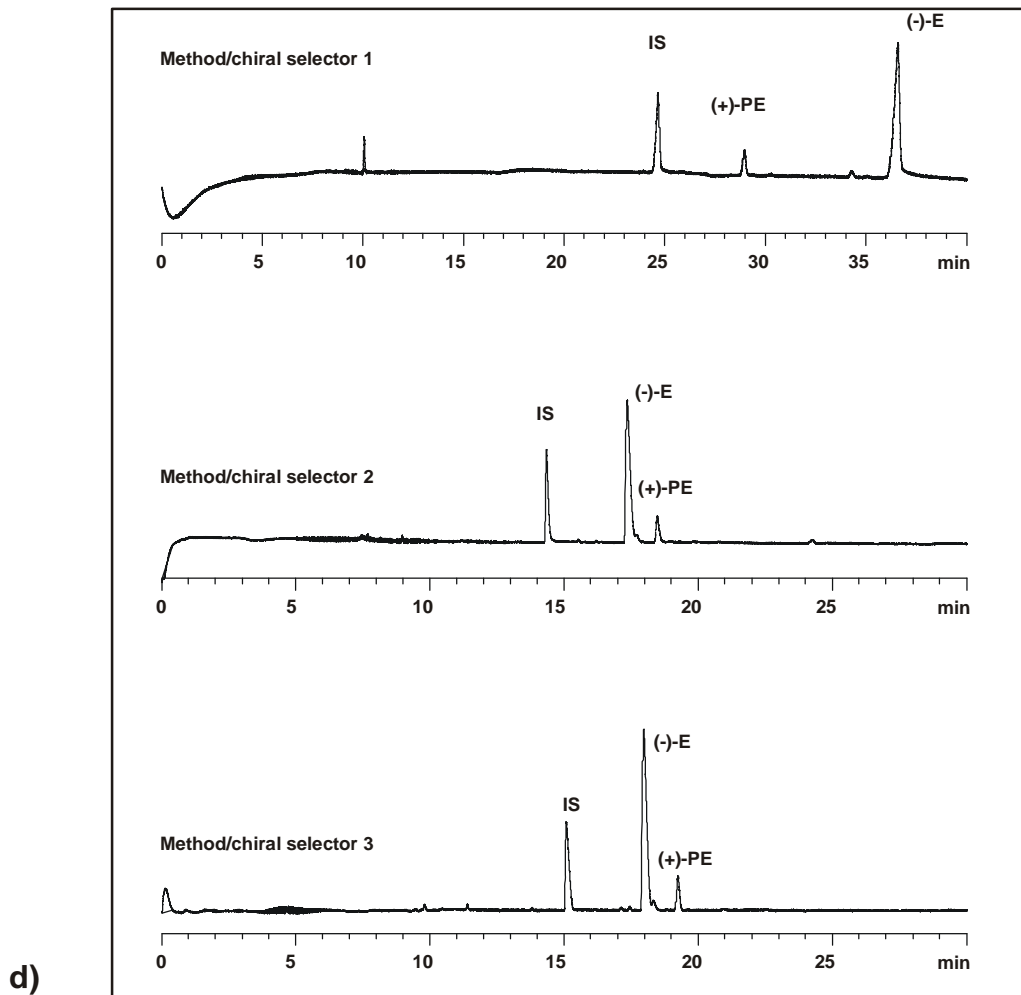 (-)-E
IS
Method/chiral selector 1
(+)-PE
0 5 10 15 20 25 30 35 min
(-)-E
IS
Method/chiral selector 2
(+)-PE
0 5 10 15 20 25 min
(-)-E
IS
Method/chiral selector 3
(+)-PE
0 5 10 15 20 25 min
d)